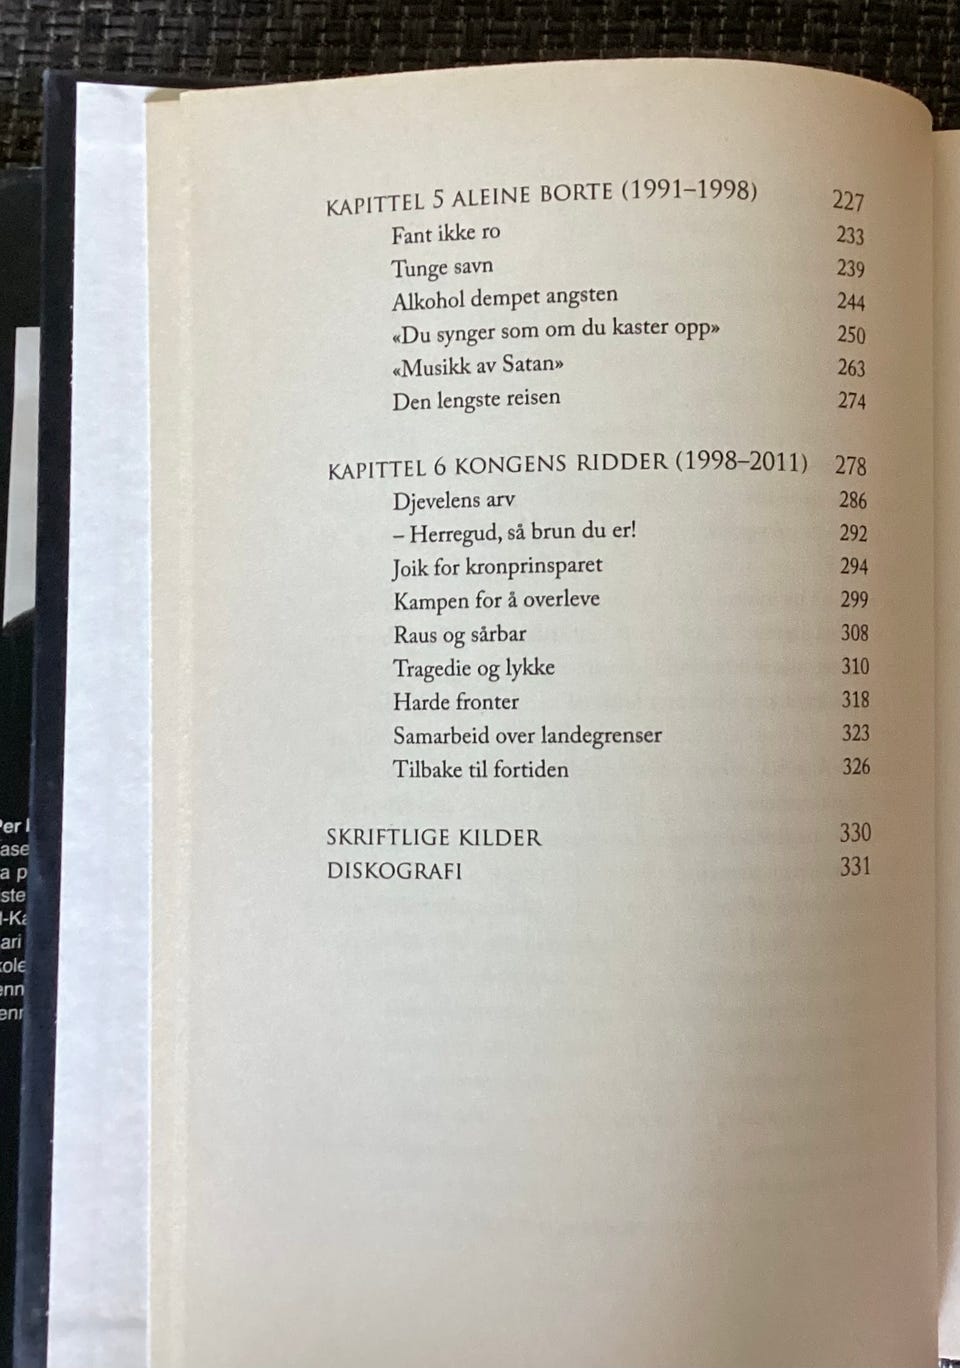 KAPITTEL 5 ALEINE BORTE (1991–1998) 227
Fant ikke ro 233
Tunge savn 239
Alkohol dempet angsten 244
«Du synger som om du kaster opp» 250
«Musikk av Satan» 263
Den lengste reisen 274
KAPITTEL 6 KONGENS RIDDER (1998–2011) 278
Djevelens arv 286
– Herregud, så brun du er! 292
Joik for kronprinsparet 294
Kampen for å overleve 299
Raus og sårbar 308
Tragedie og lykke 310
Harde fronter 318
Samarbeid over landegrenser 323
Tilbake til fortiden 326
SKRIFTLIGE KILDER 330
DISKOGRAFI 331